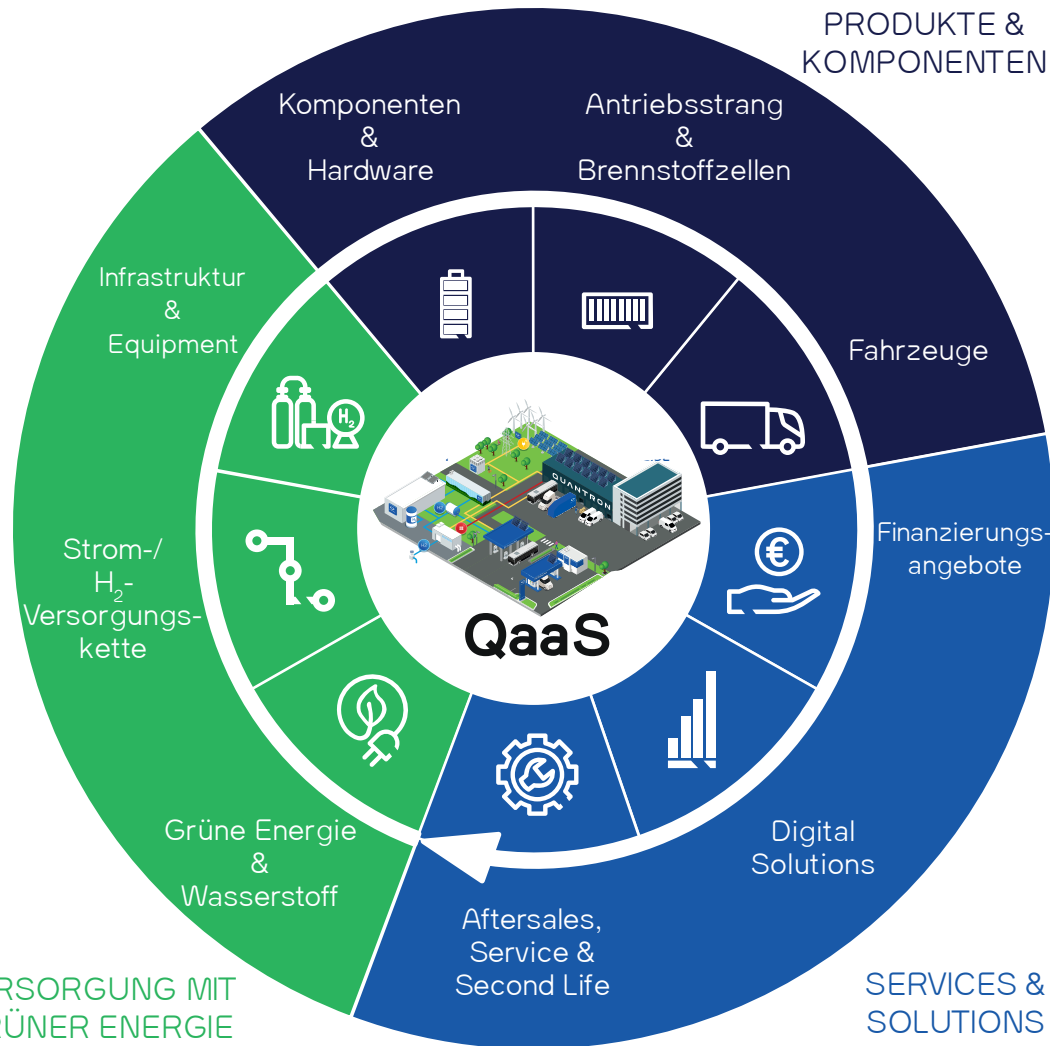 PRODUKTE &
KOMPONENTEN
Komponenten
&
Hardware
Antriebsstrang
&
Brennstoffzellen
Fahrzeuge
Infrastruktur
&
Equipment
H₂
QUANTRON
Strom-/
H₂-
Versorgungs-
kette
Finanzierungs-
angebote
€
QaaS
Grüne Energie
&
Wasserstoff
Digital
Solutions
Aftersales,
Service &
Second Life
RSORGUNG MIT
ÜNER ENERGIE
SERVICES &
SOLUTIONS